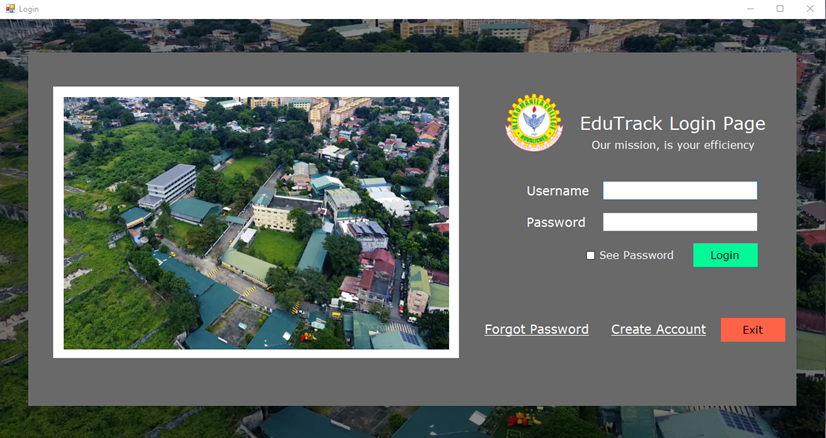 Login
EduTrack Login Page
Our mission, is your efficiency
Username
Password
See Password
Login
Forgot Password
Create Account
Exit